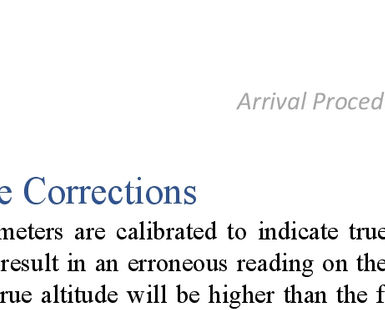 Arrival Proced
e Corrections
meters are calibrated to indicate true
result in an erroneous reading on the
rue altitude will be higher than the f